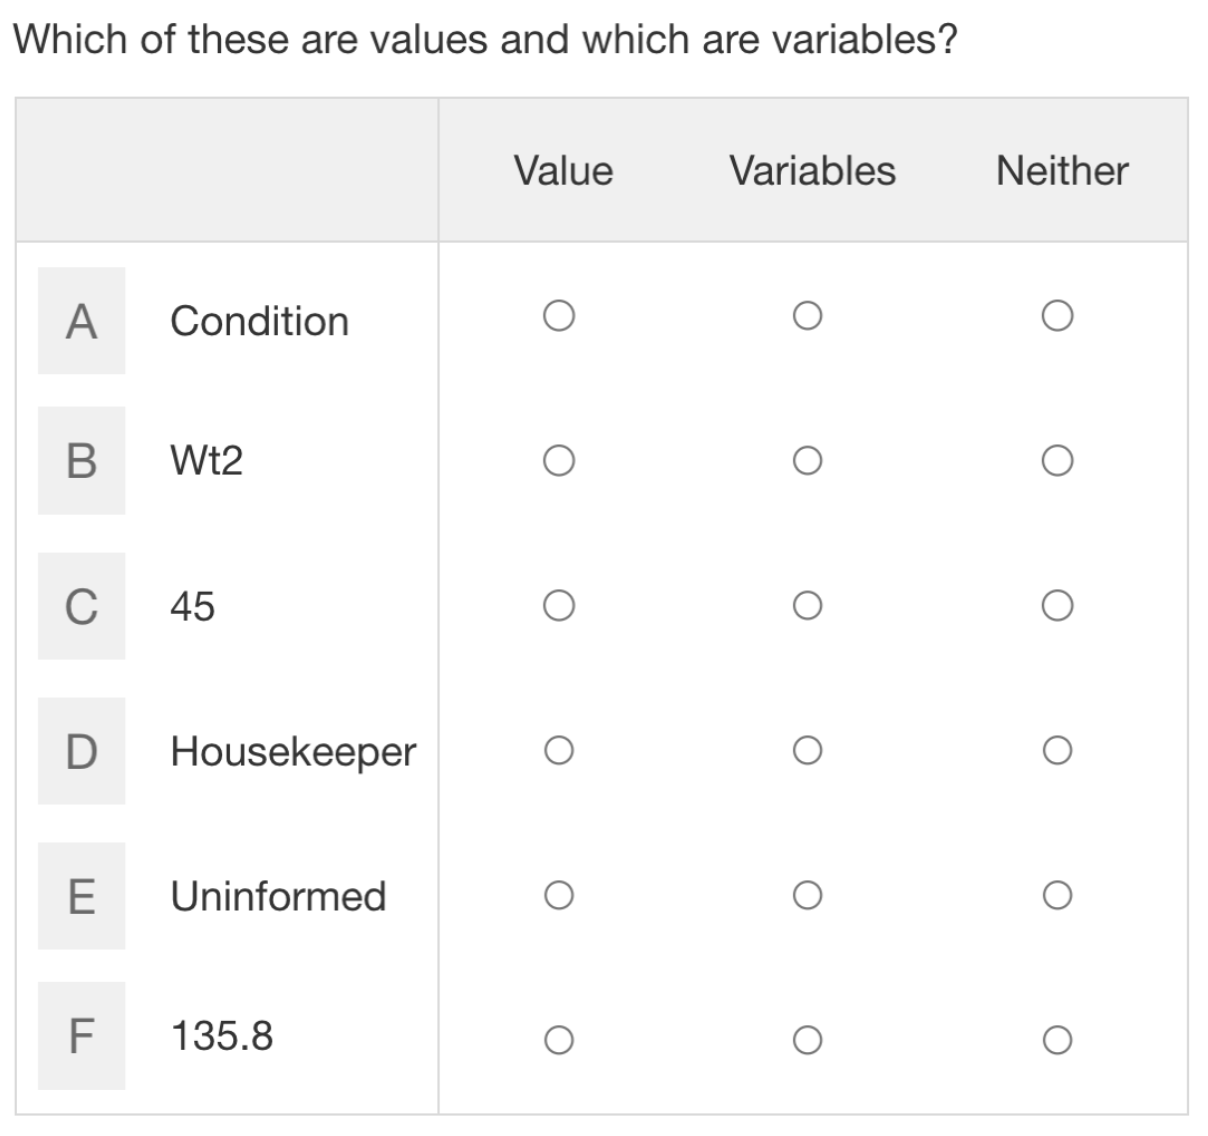 Which of these are values and which are variables?
Value Variables Neither
A Condition
B Wt2
C 45
D Housekeeper
E Uninformed
F 135.8